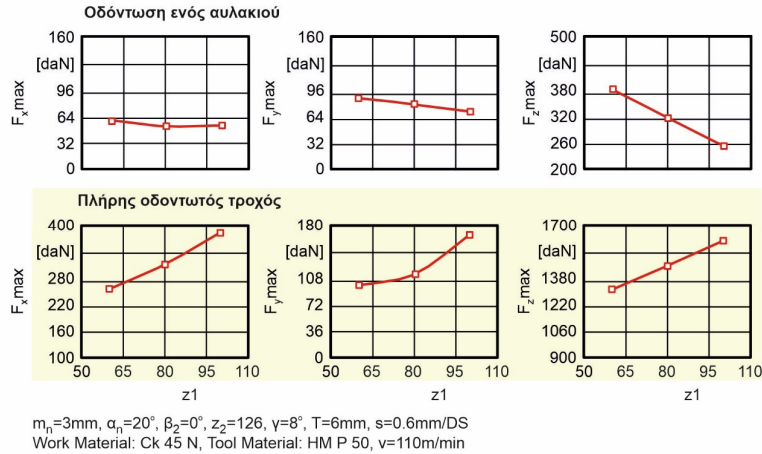 Οδόντωση ενός αυλακιού
160
[daN]
96
64
32
0
Fxmax
160
[daN]
96
64
32
0
Fymax
500
[daN]
380
320
260
200
Fzmax
Πλήρης οδοντωτός τροχός
400
[daN]
280
220
160
100
Fxmax
50 65 80 95 110
z1
180
[daN]
108
72
36
0
Fymax
50 65 80 95 110
z1
1700
[daN]
1380
1220
1060
900
Fzmax
50 65 80 95 110
z1
mn=3mm, αn=20°, β2=0°, z2=126, γ=8°, T=6mm, s=0.6mm/DS
Work Material: Ck 45 N, Tool Material: HM P 50, v=110m/min